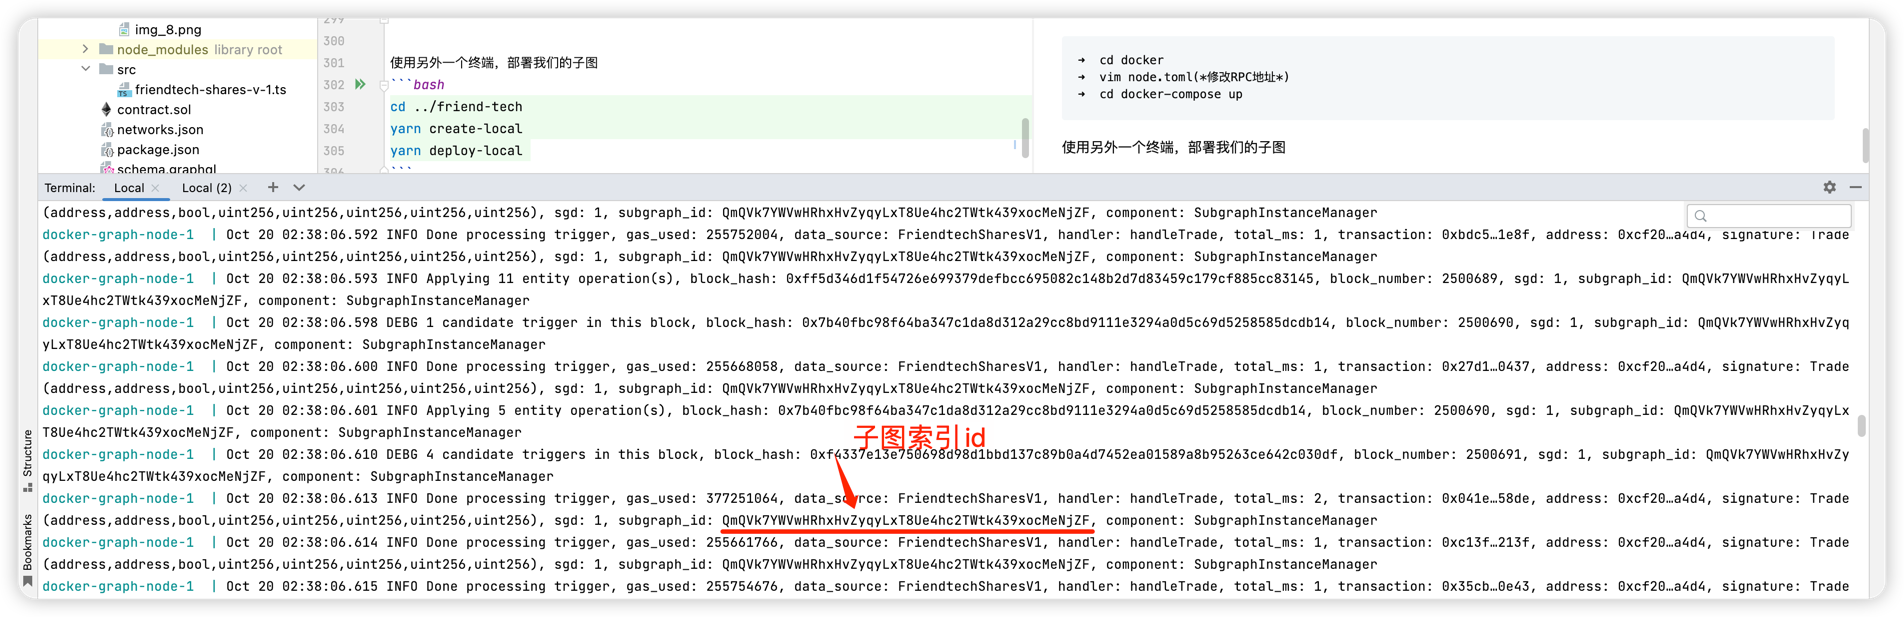 img_8.png
node_modules library root
src
friendtech-shares-v-1.ts
contract.sol
networks.json
package.json
schema.graphql
299
300
301 使用另外一个终端，部署我们的子图
302 ```bash
303 cd ../friend-tech
304 yarn create-local
305 yarn deploy-local
306 ```
→ cd docker
→ vim node.toml(*修改RPC地址*)
→ cd docker-compose up
使用另外一个终端，部署我们的子图
Terminal: Local × Local (2) × +
(address,address,bool,uint256,uint256,uint256,uint256,uint256), sgd: 1, subgraph_id: QmQVk7YWVwHRhxHvZyqyLxT8Ue4hc2TWtk439xocMeNjZF, component: SubgraphInstanceManager
docker-graph-node-1 | Oct 20 02:38:06.592 INFO Done processing trigger, gas_used: 255752004, data_source: FriendtechSharesV1, handler: handleTrade, total_ms: 1, transaction: 0xbdc5…1e8f, address: 0xcf20…a4d4, signature: Trade
(address,address,bool,uint256,uint256,uint256,uint256,uint256), sgd: 1, subgraph_id: QmQVk7YWVwHRhxHvZyqyLxT8Ue4hc2TWtk439xocMeNjZF, component: SubgraphInstanceManager
docker-graph-node-1 | Oct 20 02:38:06.593 INFO Applying 11 entity operation(s), block_hash: 0xff5d346d1f54726e699379defbcc695082c148b2d7d83459c179cf885cc83145, block_number: 2500689, sgd: 1, subgraph_id: QmQVk7YWVwHRhxHvZyqyL
xT8Ue4hc2TWtk439xocMeNjZF, component: SubgraphInstanceManager
docker-graph-node-1 | Oct 20 02:38:06.598 DEBG 1 candidate trigger in this block, block_hash: 0x7b40fbc98f64ba347c1da8d312a29cc8bd9111e3294a0d5c69d5258585dcdb14, block_number: 2500690, sgd: 1, subgraph_id: QmQVk7YWVwHRhxHvZyq
yLxT8Ue4hc2TWtk439xocMeNjZF, component: SubgraphInstanceManager
docker-graph-node-1 | Oct 20 02:38:06.600 INFO Done processing trigger, gas_used: 255668058, data_source: FriendtechSharesV1, handler: handleTrade, total_ms: 1, transaction: 0x27d1…0437, address: 0xcf20…a4d4, signature: Trade
(address,address,bool,uint256,uint256,uint256,uint256,uint256), sgd: 1, subgraph_id: QmQVk7YWVwHRhxHvZyqyLxT8Ue4hc2TWtk439xocMeNjZF, component: SubgraphInstanceManager
docker-graph-node-1 | Oct 20 02:38:06.601 INFO Applying 5 entity operation(s), block_hash: 0x7b40fbc98f64ba347c1da8d312a29cc8bd9111e3294a0d5c69d5258585dcdb14, block_number: 2500690, sgd: 1, subgraph_id: QmQVk7YWVwHRhxHvZyqyLx
T8Ue4hc2TWtk439xocMeNjZF, component: SubgraphInstanceManager
子图索引id
docker-graph-node-1 | Oct 20 02:38:06.610 DEBG 4 candidate triggers in this block, block_hash: 0xf4337e13e750698d98d1bbd137c89b0a4d7452ea01589a8b95263ce642c030df, block_number: 2500691, sgd: 1, subgraph_id: QmQVk7YWVwHRhxHvZy
qyLxT8Ue4hc2TWtk439xocMeNjZF, component: SubgraphInstanceManager
docker-graph-node-1 | Oct 20 02:38:06.613 INFO Done processing trigger, gas_used: 377251064, data_source: FriendtechSharesV1, handler: handleTrade, total_ms: 2, transaction: 0x041e…58de, address: 0xcf20…a4d4, signature: Trade
(address,address,bool,uint256,uint256,uint256,uint256,uint256), sgd: 1, subgraph_id: QmQVk7YWVwHRhxHvZyqyLxT8Ue4hc2TWtk439xocMeNjZF, component: SubgraphInstanceManager
docker-graph-node-1 | Oct 20 02:38:06.614 INFO Done processing trigger, gas_used: 255661766, data_source: FriendtechSharesV1, handler: handleTrade, total_ms: 1, transaction: 0xc13f…213f, address: 0xcf20…a4d4, signature: Trade
(address,address,bool,uint256,uint256,uint256,uint256,uint256), sgd: 1, subgraph_id: QmQVk7YWVwHRhxHvZyqyLxT8Ue4hc2TWtk439xocMeNjZF, component: SubgraphInstanceManager
docker-graph-node-1 | Oct 20 02:38:06.615 INFO Done processing trigger, gas_used: 255754676, data_source: FriendtechSharesV1, handler: handleTrade, total_ms: 1, transaction: 0x35cb…0e43, address: 0xcf20…a4d4, signature: Trade
Structure
Bookmarks